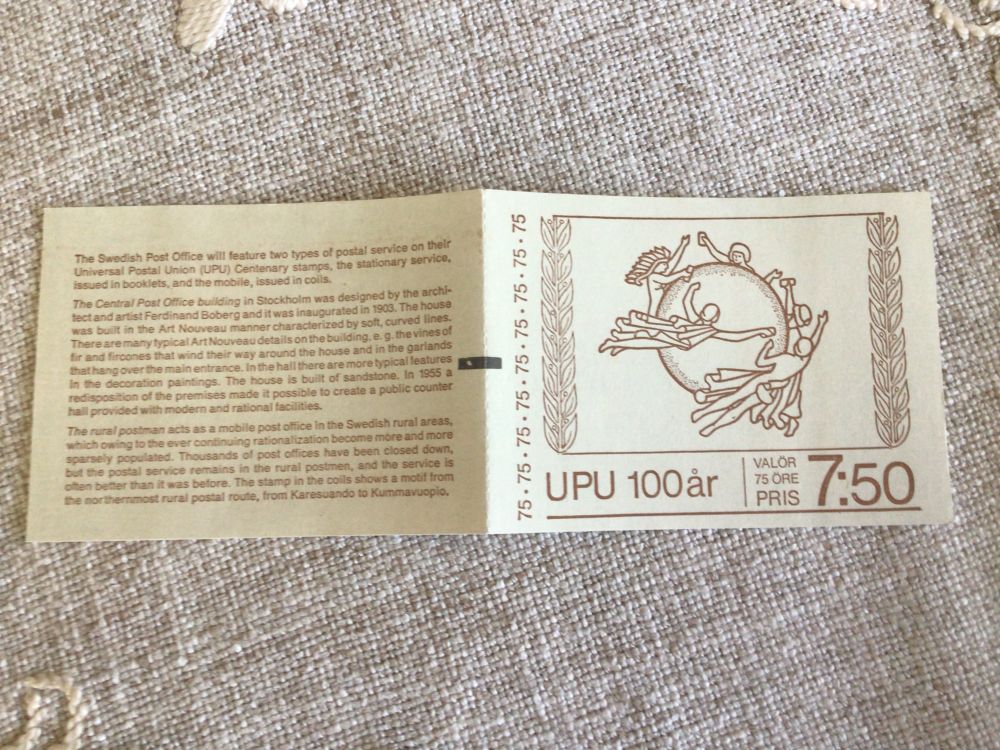 The Swedish Post Office will feature two types of postal service on their
Universal Postal Union (UPU) Centenary stamps, the stationary service,
issued in booklets, and the mobile, issued in coils.
The Central Post Office building in Stockholm was designed by the archi-
tect and artist Ferdinand Boberg and it was inaugurated in 1903. The house
was built in the Art Nouveau manner characterized by soft, curved lines.
There are many typical Art Nouveau details on the building, e. g. the vines of
fir and fircones that wind their way around the house and in the garlands
that hang over the main entrance. In the hall there are more typical features
in the decoration paintings. The house is built of sandstone. In 1955 a
redisposition of the premises made it possible to create a public counter
hall provided with modern and rational facilities.
The rural postman acts as a mobile post office in the Swedish rural areas,
which owing to the ever continuing rationalization become more and more
sparsely populated. Thousands of post offices have been closed down,
but the postal service remains in the rural postmen, and the service is
often better than it was before. The stamp in the coils shows a motif from
the northernmost rural postal route, from Karesuando to Kummavuopio.
75 • 75 • 75 • 75 • 75 • 75 • 75 • 75 • 75 • 75
UPU 100 år
VALÖR
75 ÖRE
PRIS
7:50